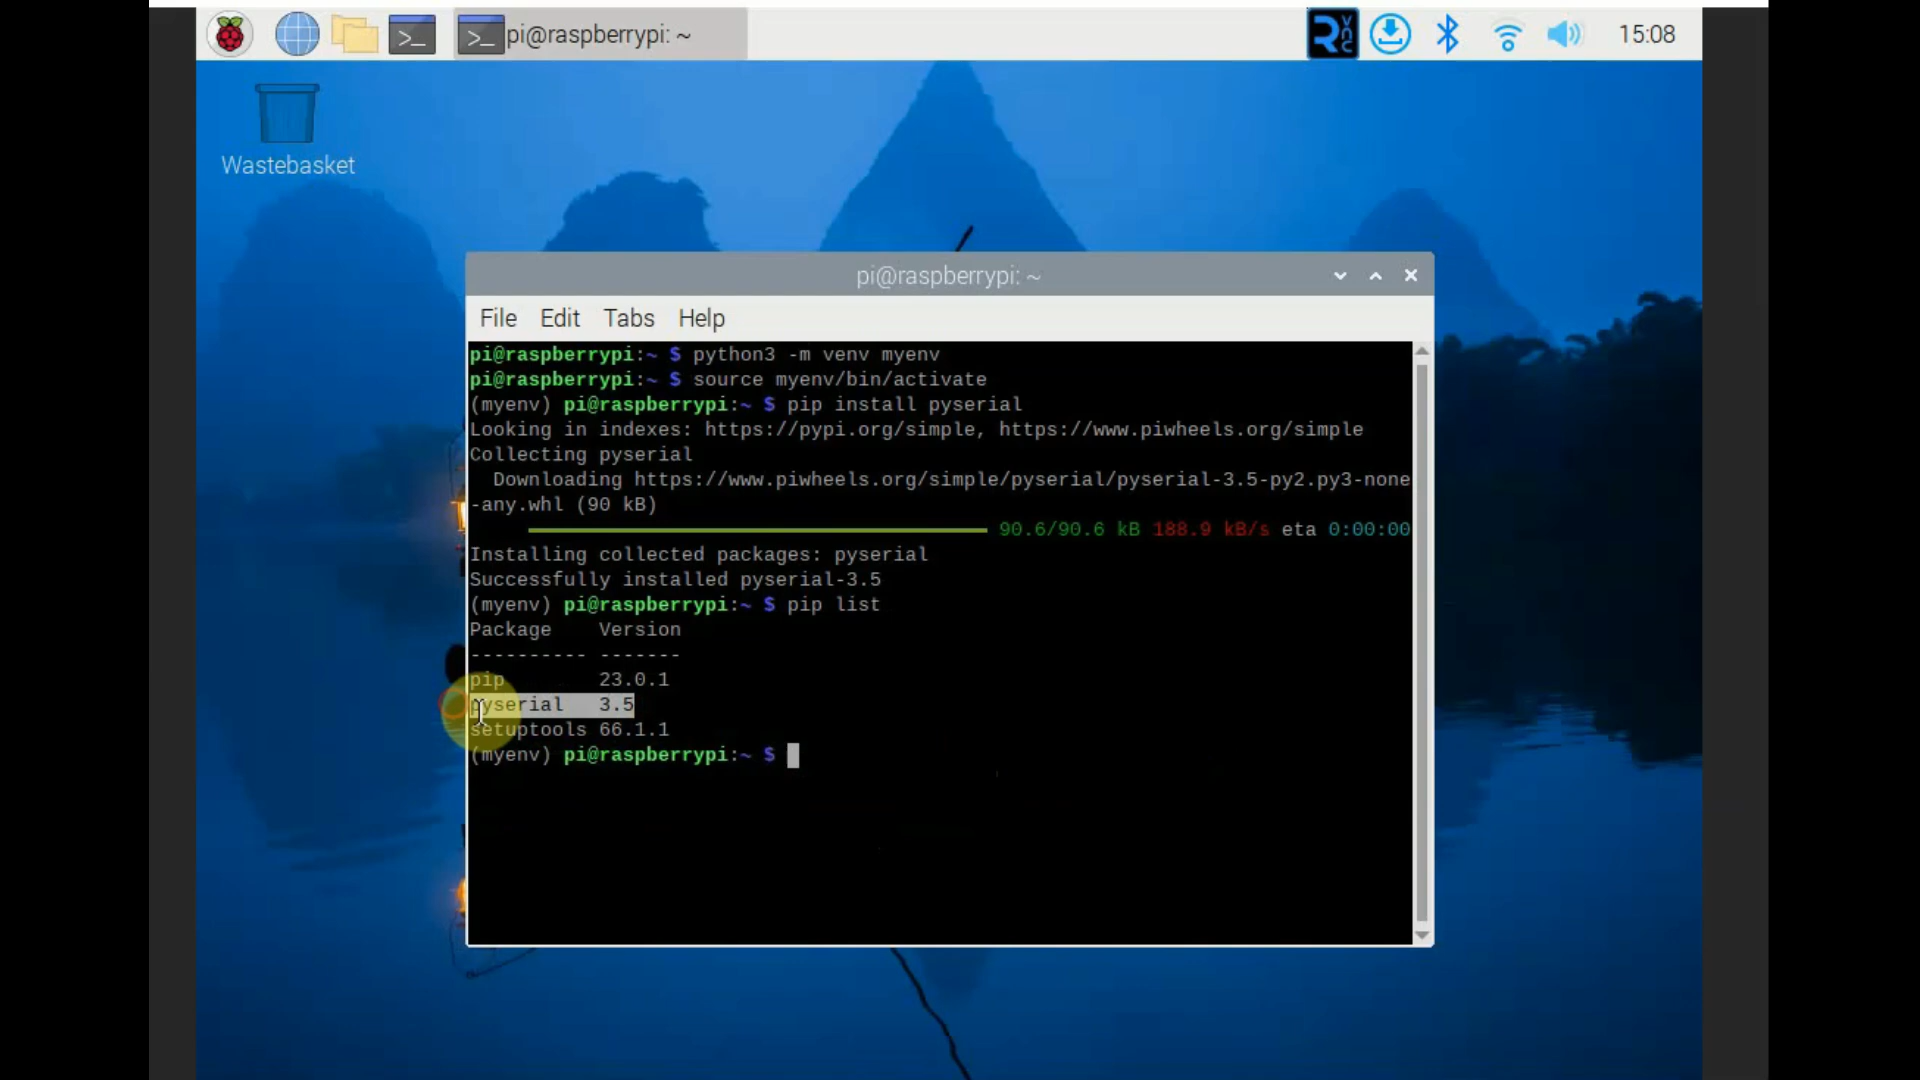 pi@raspberrypi: ~
VNC
15:08
Wastebasket
pi@raspberrypi: ~
File Edit Tabs Help
pi@raspberrypi:~ $ python3 -m venv myenv
pi@raspberrypi:~ $ source myenv/bin/activate
(myenv) pi@raspberrypi:~ $ pip install pyserial
Looking in indexes: https://pypi.org/simple, https://www.piwheels.org/simple
Collecting pyserial
  Downloading https://www.piwheels.org/simple/pyserial/pyserial-3.5-py2.py3-none
-any.whl (90 kB)
90.6/90.6 kB 188.9 kB/s eta 0:00:00
Installing collected packages: pyserial
Successfully installed pyserial-3.5
(myenv) pi@raspberrypi:~ $ pip list
Package    Version
---------- -------
pip        23.0.1
pyserial   3.5
setuptools 66.1.1
(myenv) pi@raspberrypi:~ $